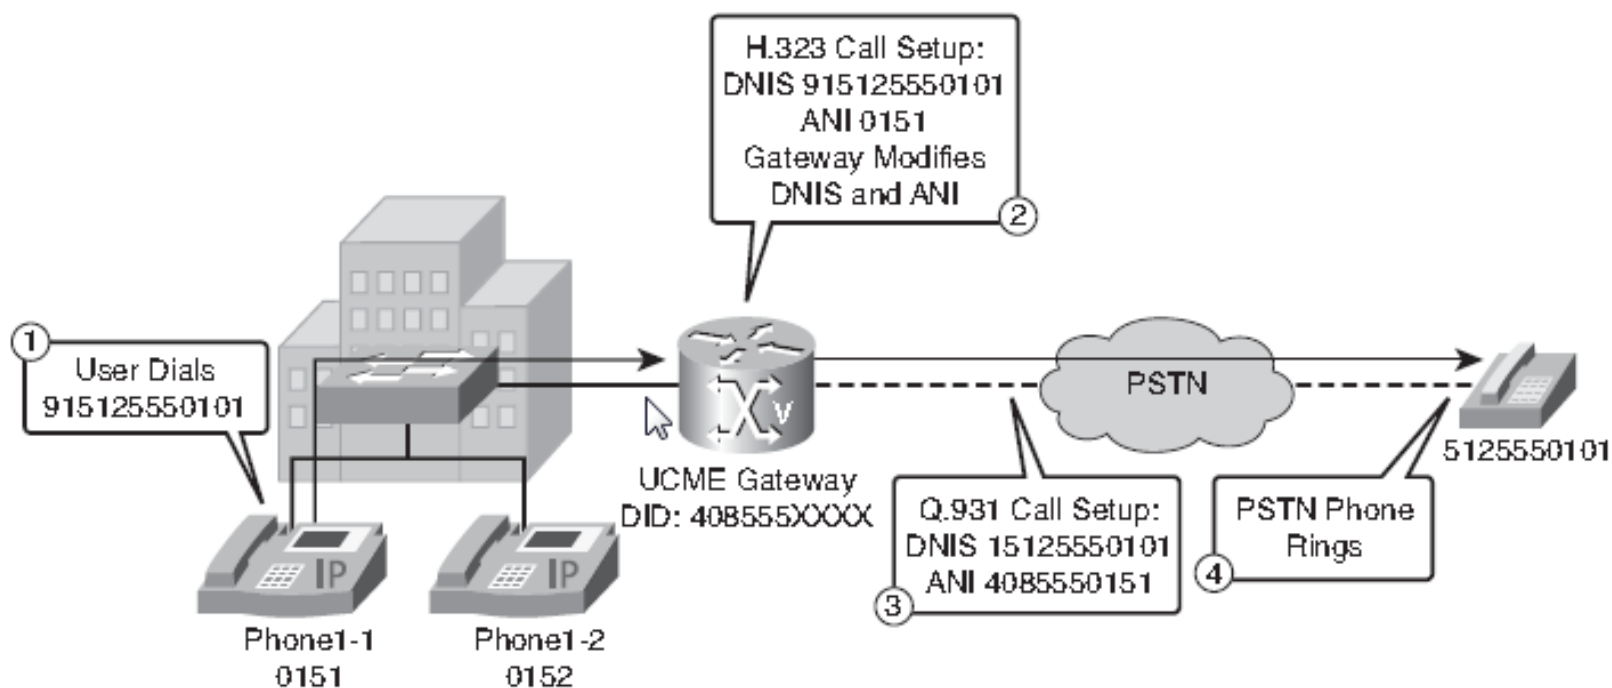 1
User Dials
915125550101
H.323 Call Setup:
DNIS 915125550101
ANI 0151
Gateway Modifies
DNIS and ANI
2
V
UCME Gateway
DID: 408555XXXX
PSTN
5125550101
Q.931 Call Setup:
DNIS 15125550101
ANI 4085550151
3
PSTN Phone
Rings
4
IP
Phone1-1
0151
IP
Phone1-2
0152